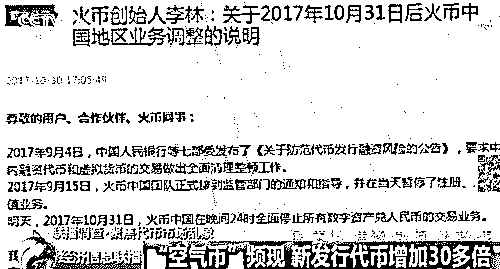 CCTV
火币创始人李林：关于2017年10月31日后火币中
国地区业务调整的说明
2017-10-30 17:05:49
尊敬的用户、合作伙伴、火币同事：
2017年9月4日，中国人民银行等七部委发布了《关于防范代币发行融资风险的公告》，要求中
融资代币和虚拟货币的交易做出全面清理整顿工作。
2017年9月15日，火币中国团队正式接到监管部门的通知和指导，并在当天暂停了注册、
值业务。
明天，2017年10月31日，火币中国在晚间24时全面停止所有数字资产兑人民币的交易业务。
聚焦代币市场乱象
经济信息联播
“空气币”频现 新发行代币增加30多倍